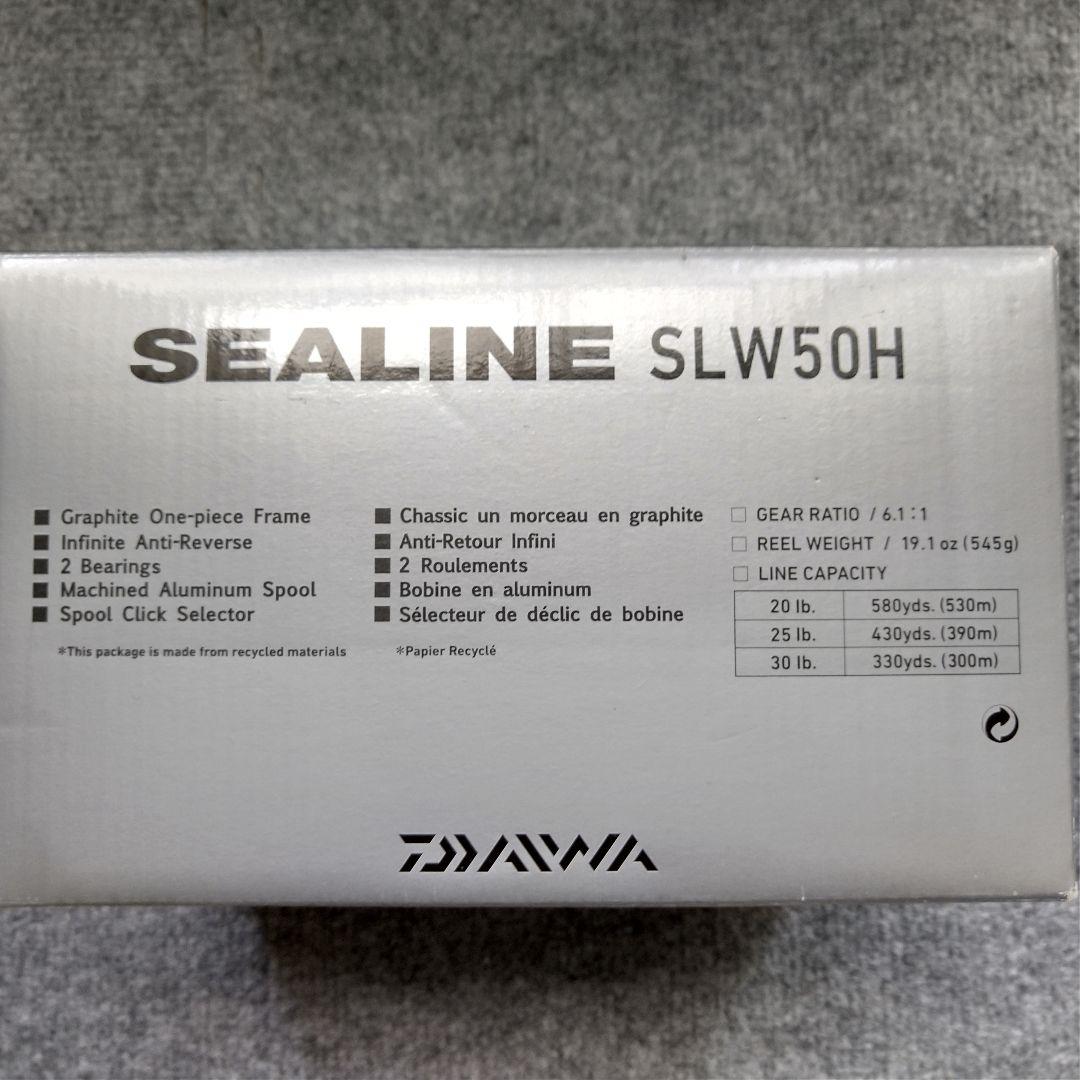 SEALINE SLW50H
■ Graphite One-piece Frame
■ Infinite Anti-Reverse
■ 2 Bearings
■ Machined Aluminum Spool
■ Spool Click Selector
*This package is made from recycled materials
■ Chassic un morceau en graphite
■ Anti-Retour Infini
■ 2 Roulements
■ Bobine en aluminum
■ Sélecteur de déclic de bobine
*Papier Recyclé
□ GEAR RATIO / 6.1:1
□ REEL WEIGHT / 19.1 oz (545g)
□ LINE CAPACITY
20 lb. 580yds. (530m)
25 lb. 430yds. (390m)
30 lb. 330yds. (300m)
DAIWA